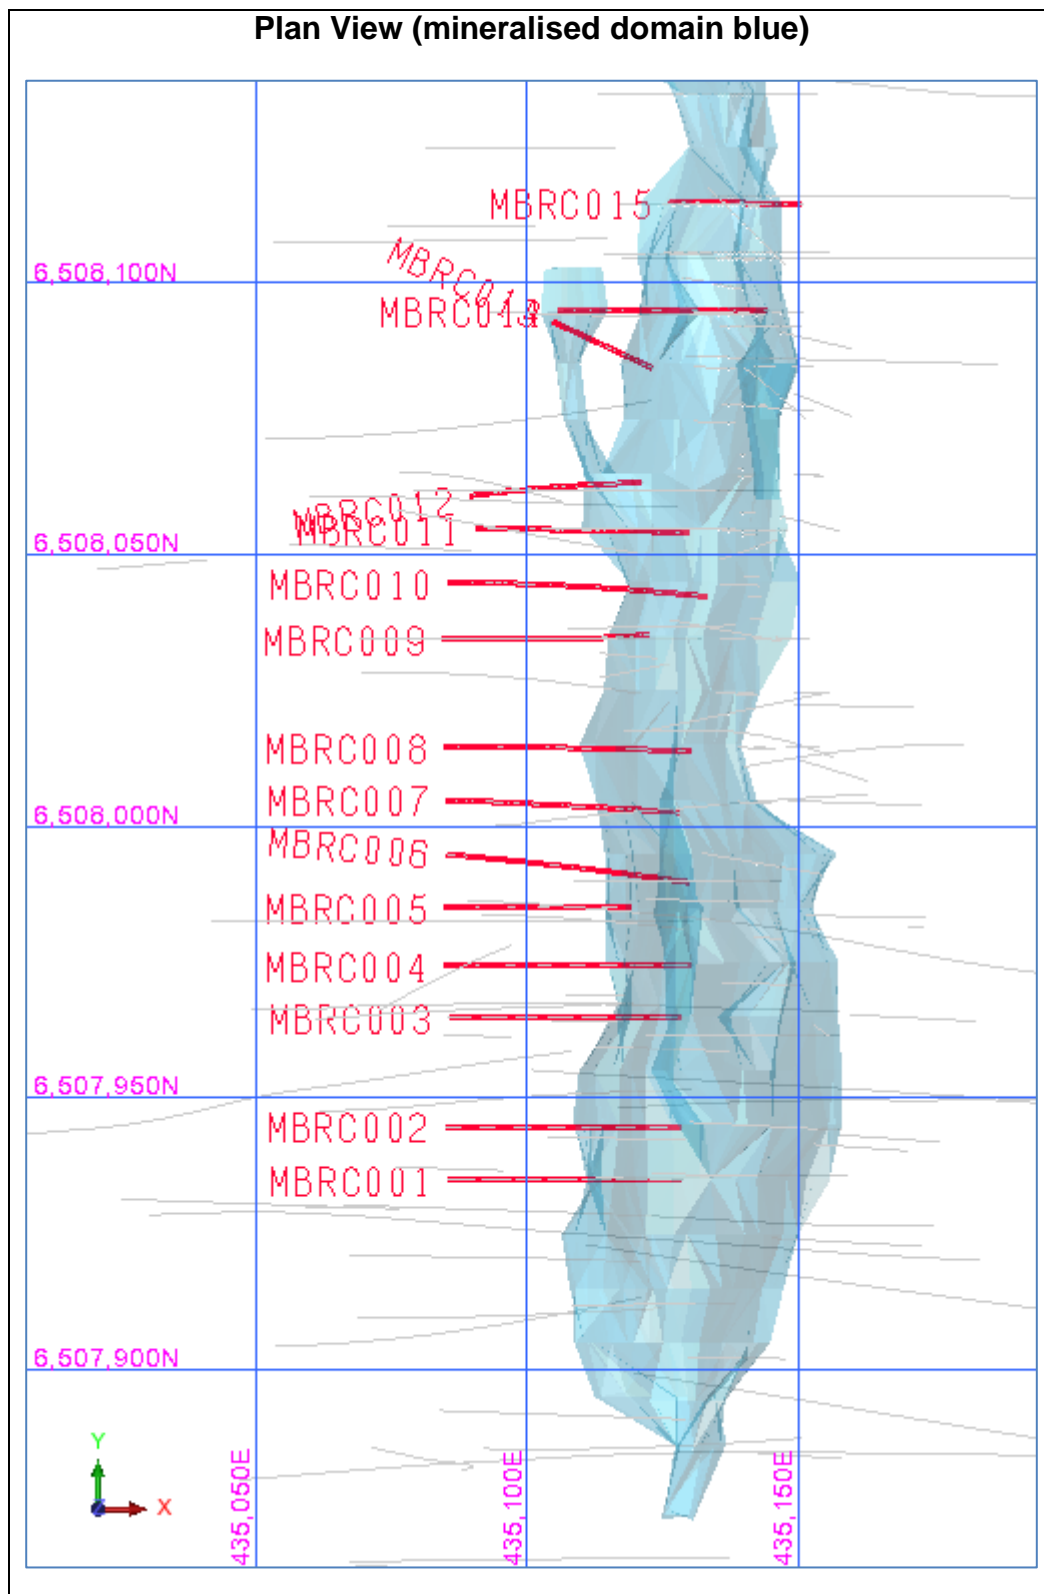 Plan View (mineralised domain blue)
MBRC015
6,508,100N
MBRC012
MBRC011
6,508,050N
MBRC010
MBRC009
MBRC008
MBRC007
6,508,000N
MBRC006
MBRC005
MBRC004
MBRC003
6,507,950N
MBRC002
MBRC001
6,507,900N
Y
X
435,050E
435,100E
435,150E